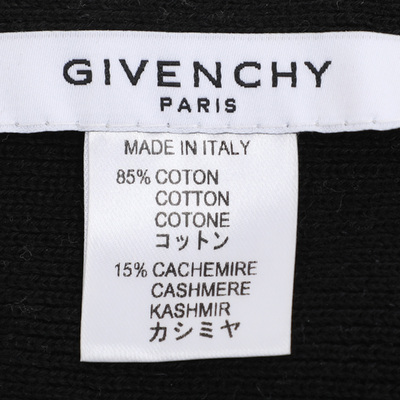 GIVENCHY
PARIS
MADE IN ITALY
85% COTON
COTTON
COTONE
コットン
15% CACHEMIRE
CASHMERE
KASHMIR
カシミヤ